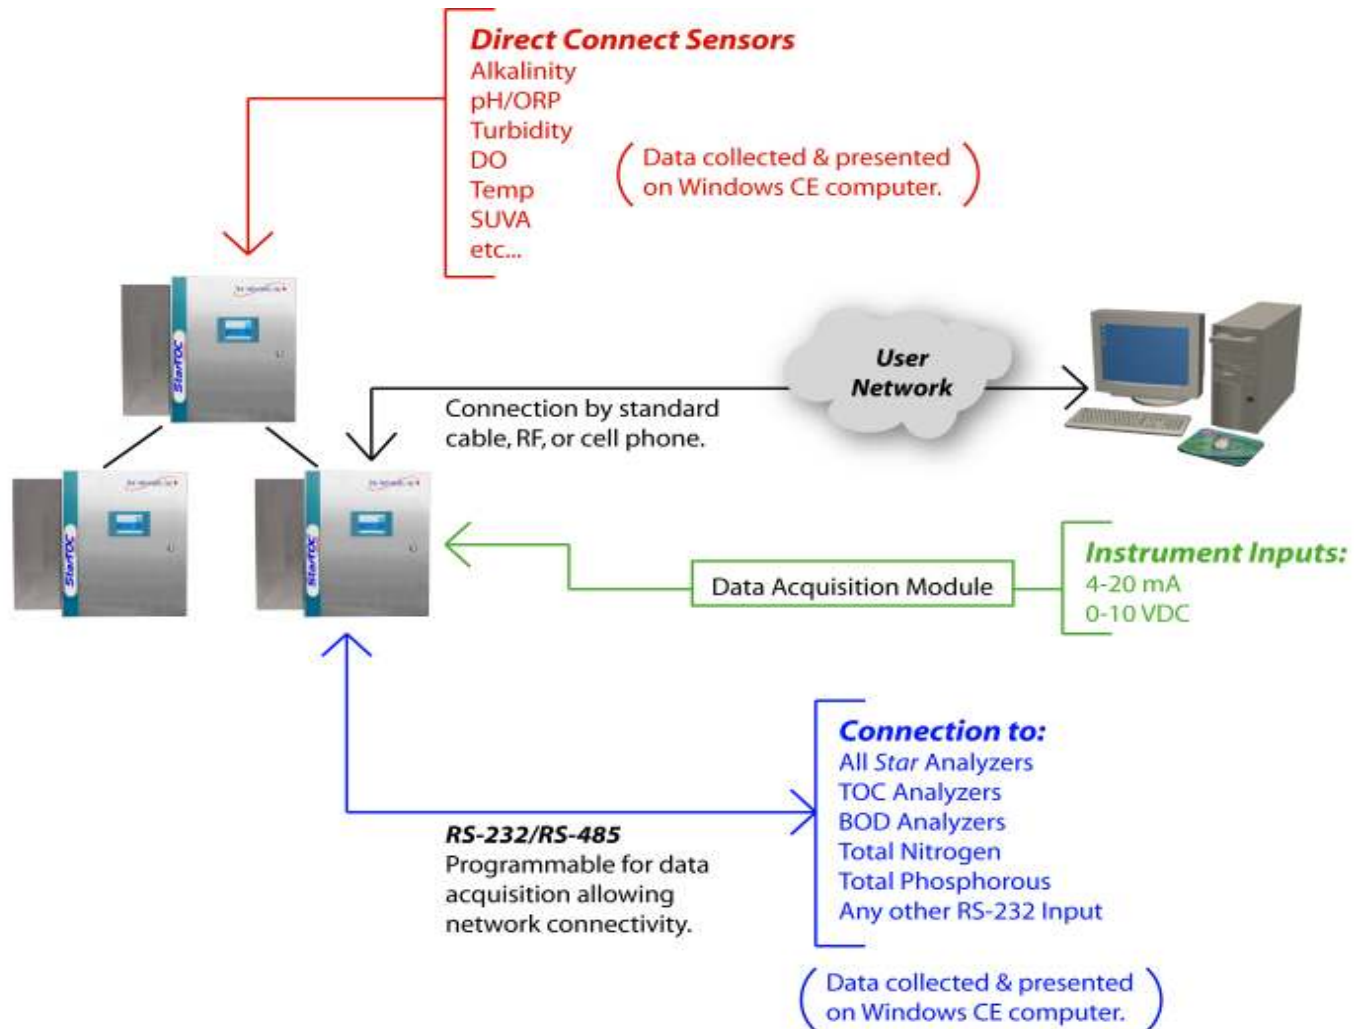 Direct Connect Sensors
Alkalinity
pH/ORP
Turbidity
DO
Temp
SUVA
etc...
Data collected & presented
on Windows CE computer.
StarTOC
User
Network
Connection by standard
cable, RF, or cell phone.
StarTOC
StarTOC
Data Acquisition Module
Instrument Inputs:
4-20 mA
0-10 VDC
RS-232/RS-485
Programmable for data
acquisition allowing
network connectivity.
Connection to:
All Star Analyzers
TOC Analyzers
BOD Analyzers
Total Nitrogen
Total Phosphorous
Any other RS-232 Input
(Data collected & presented
on Windows CE computer.)